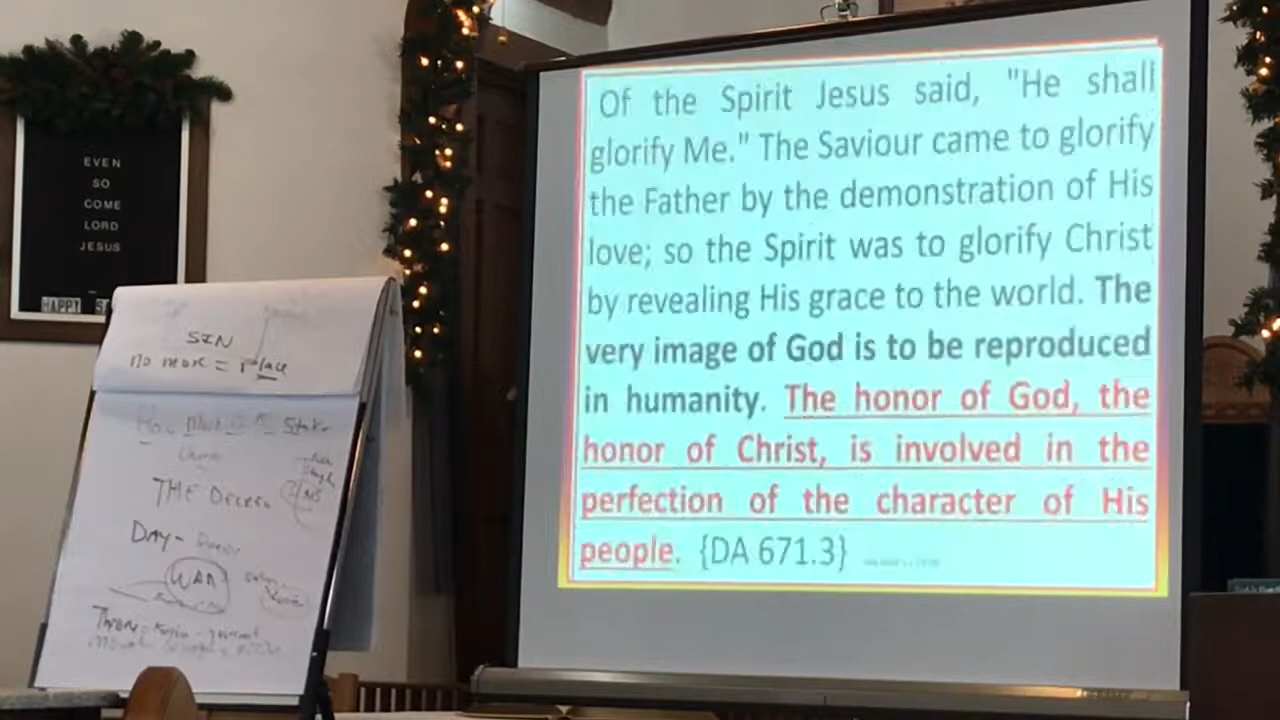 EVEN
SO
COME
LORD
JESUS
HAPPY
SIN
no more = place
THE
DAY-
WAR
Of the Spirit Jesus said, "He shall
glorify Me." The Saviour came to glorify
the Father by the demonstration of His
love; so the Spirit was to glorify Christ
by revealing His grace to the world. The
very image of God is to be reproduced
in humanity. The honor of God, the
honor of Christ, is involved in the
perfection of the character of His
people. {DA 671.3}